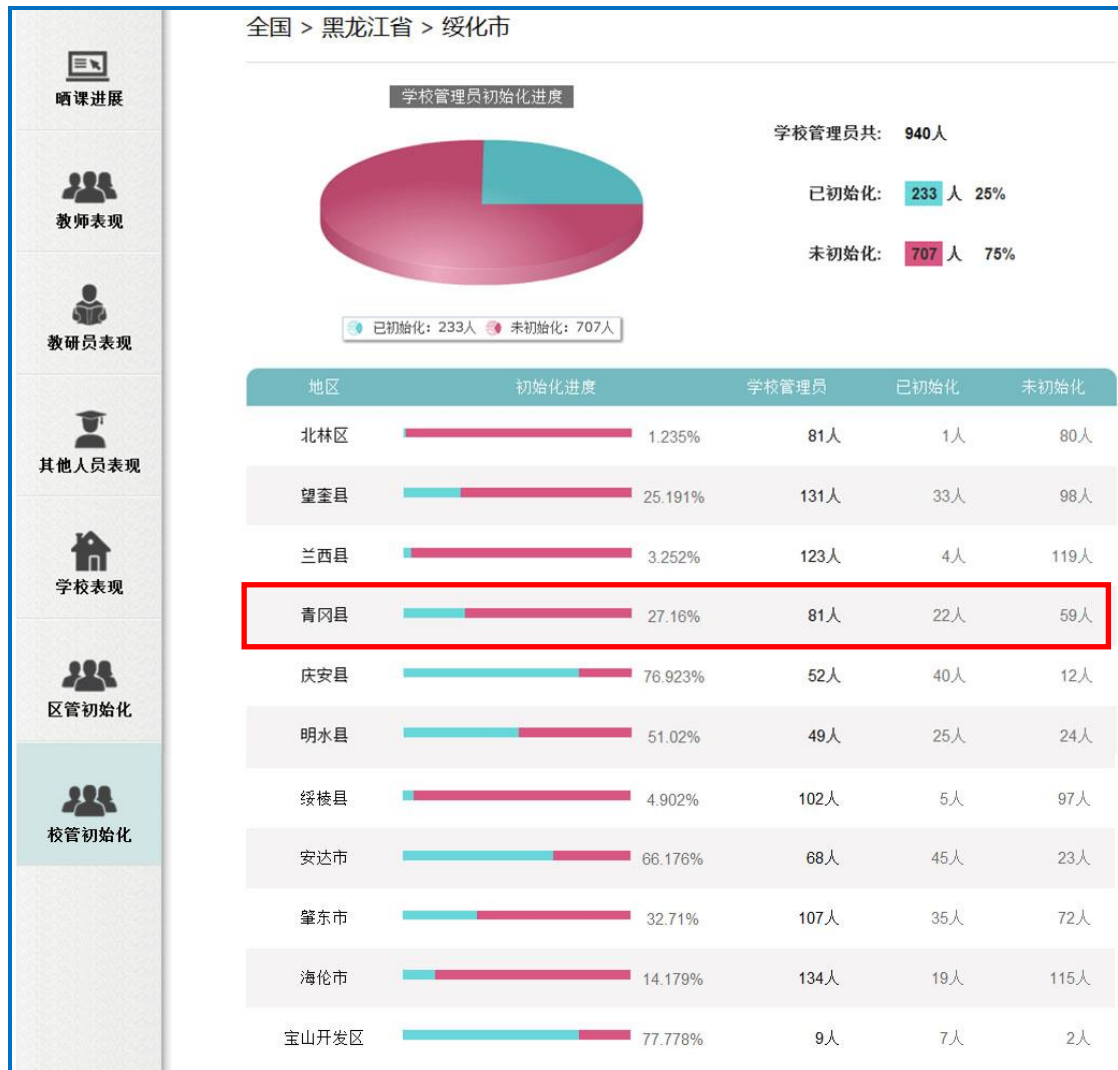 全国 > 黑龙江省 > 绥化市
晒课进展
教师表现
教研员表现
其他人员表现
学校表现
区管初始化
校管初始化
学校管理员初始化进度
学校管理员共: 940人
已初始化: 233 人 25%
未初始化: 707 人 75%
已初始化: 233人 未初始化: 707人
地区 初始化进度 学校管理员 已初始化 未初始化
北林区 1.235% 81人 1人 80人
望奎县 25.191% 131人 33人 98人
兰西县 3.252% 123人 4人 119人
青冈县 27.16% 81人 22人 59人
庆安县 76.923% 52人 40人 12人
明水县 51.02% 49人 25人 24人
绥棱县 4.902% 102人 5人 97人
安达市 66.176% 68人 45人 23人
肇东市 32.71% 107人 35人 72人
海伦市 14.179% 134人 19人 115人
宝山开发区 77.778% 9人 7人 2人